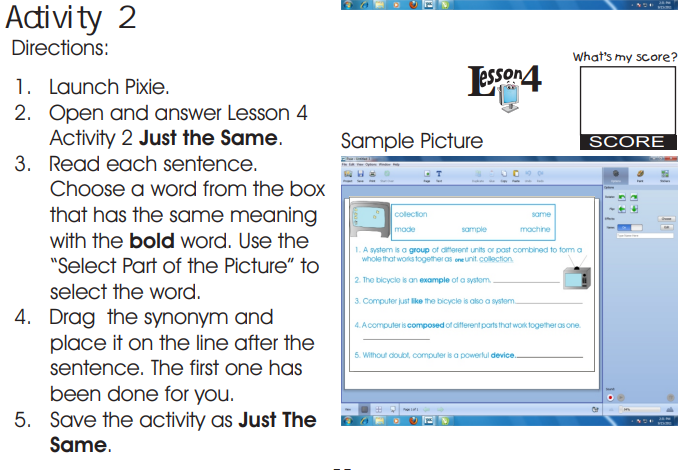 Activity 2
Directions:
1. Launch Pixie.
2. Open and answer Lesson 4
Activity 2 Just the Same.
3. Read each sentence.
Choose a word from the box
that has the same meaning
with the bold word. Use the
“Select Part of the Picture” to
select the word.
4. Drag the synonym and
place it on the line after the
sentence. The first one has
been done for you.
5. Save the activity as Just The
Same.
Lesson 4
What's my score?
SCORE
Sample Picture
collection same
made sample machine
1. A system is a group of different units or past combined to form a
whole that works together as one unit. collection.
2. The bicycle is an example of a system.
3. Computer just like the bicycle is also a system.
4. A computer is composed of different parts that work together as one.
5. Without doubt, computer is a powerful device.